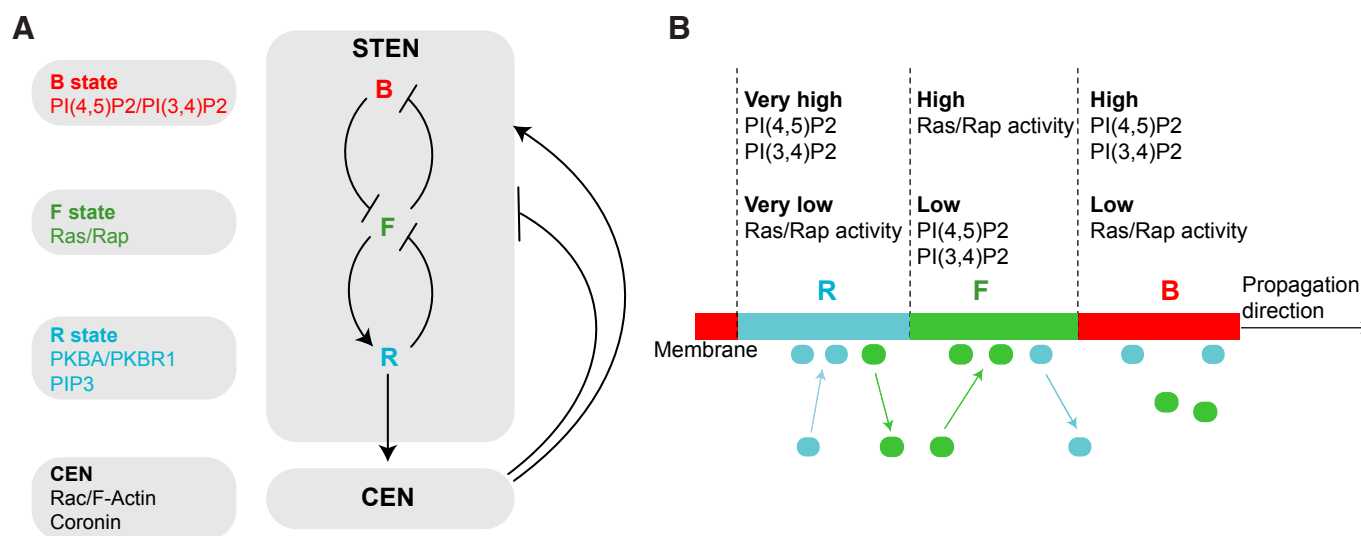 A
B state
PI(4,5)P2/PI(3,4)P2
F state
Ras/Rap
R state
PKBA/PKBR1
PIP3
CEN
Rac/F-Actin
Coronin
STEN
B
F
R
CEN
B
Very high
PI(4,5)P2
PI(3,4)P2
Very low
Ras/Rap activity
High
Ras/Rap activity
Low
PI(4,5)P2
PI(3,4)P2
High
PI(4,5)P2
PI(3,4)P2
Low
Ras/Rap activity
R
F
B
Propagation
direction
Membrane